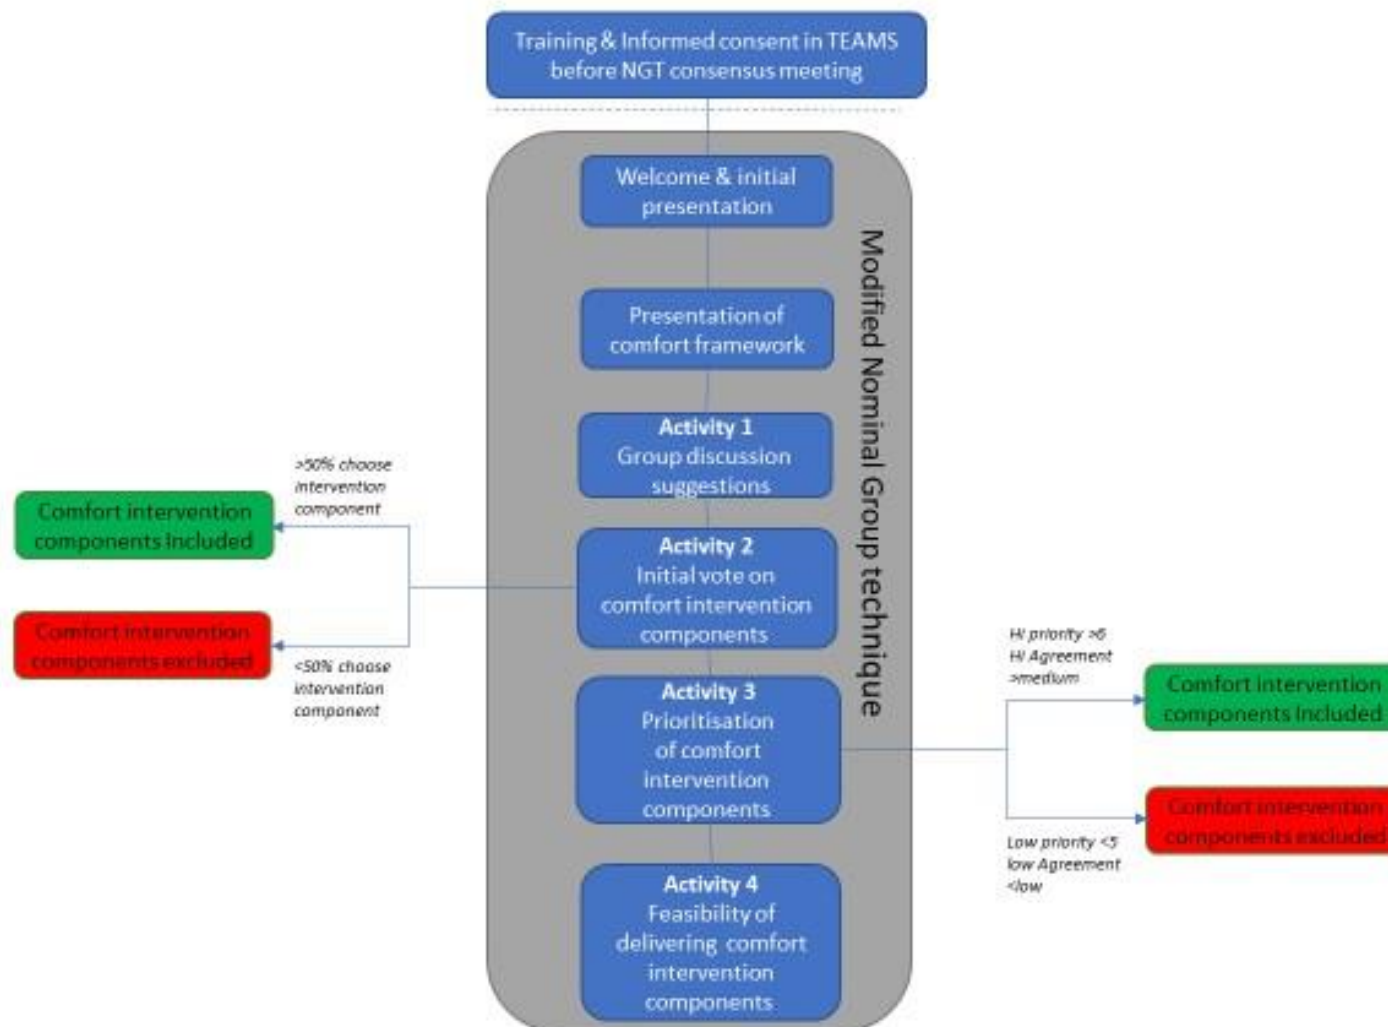 Training & Informed consent in TEAMS
before NGT consensus meeting
Welcome & initial
presentation
Presentation of
comfort framework
Activity 1
Group discussion
suggestions
Activity 2
Initial vote on
comfort intervention
components
Activity 3
Prioritisation
of comfort
intervention
components
Activity 4
Feasibility of
delivering comfort
intervention
components
Modified Nominal Group technique
>50% choose
intervention
component
Comfort intervention
components Included
Comfort intervention
components excluded
<50% choose
intervention
component
Hi priority >6
Hi Agreement
>medium
Comfort intervention
components Included
Comfort intervention
components excluded
Low priority <5
low Agreement
<low